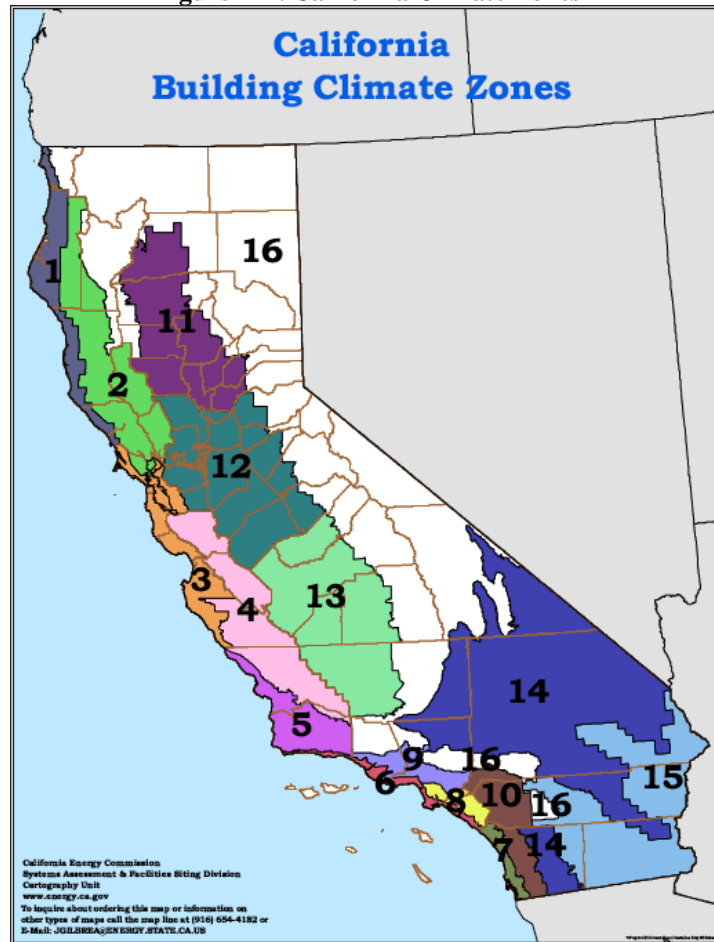 California
Building Climate Zones
16
1
11
2
12
3
13
4
14
5
9
16
6
15
8
10
16
7
14
California Energy Commission
Systems Assessment & Facilities Siting Division
Cartography Unit
www.energy.ca.gov
To inquire about ordering this map or information on
other types of maps call the map line at (916) 654-4182 or
E-Mail: JGILBREA@ENERGY.STATE.CA.US